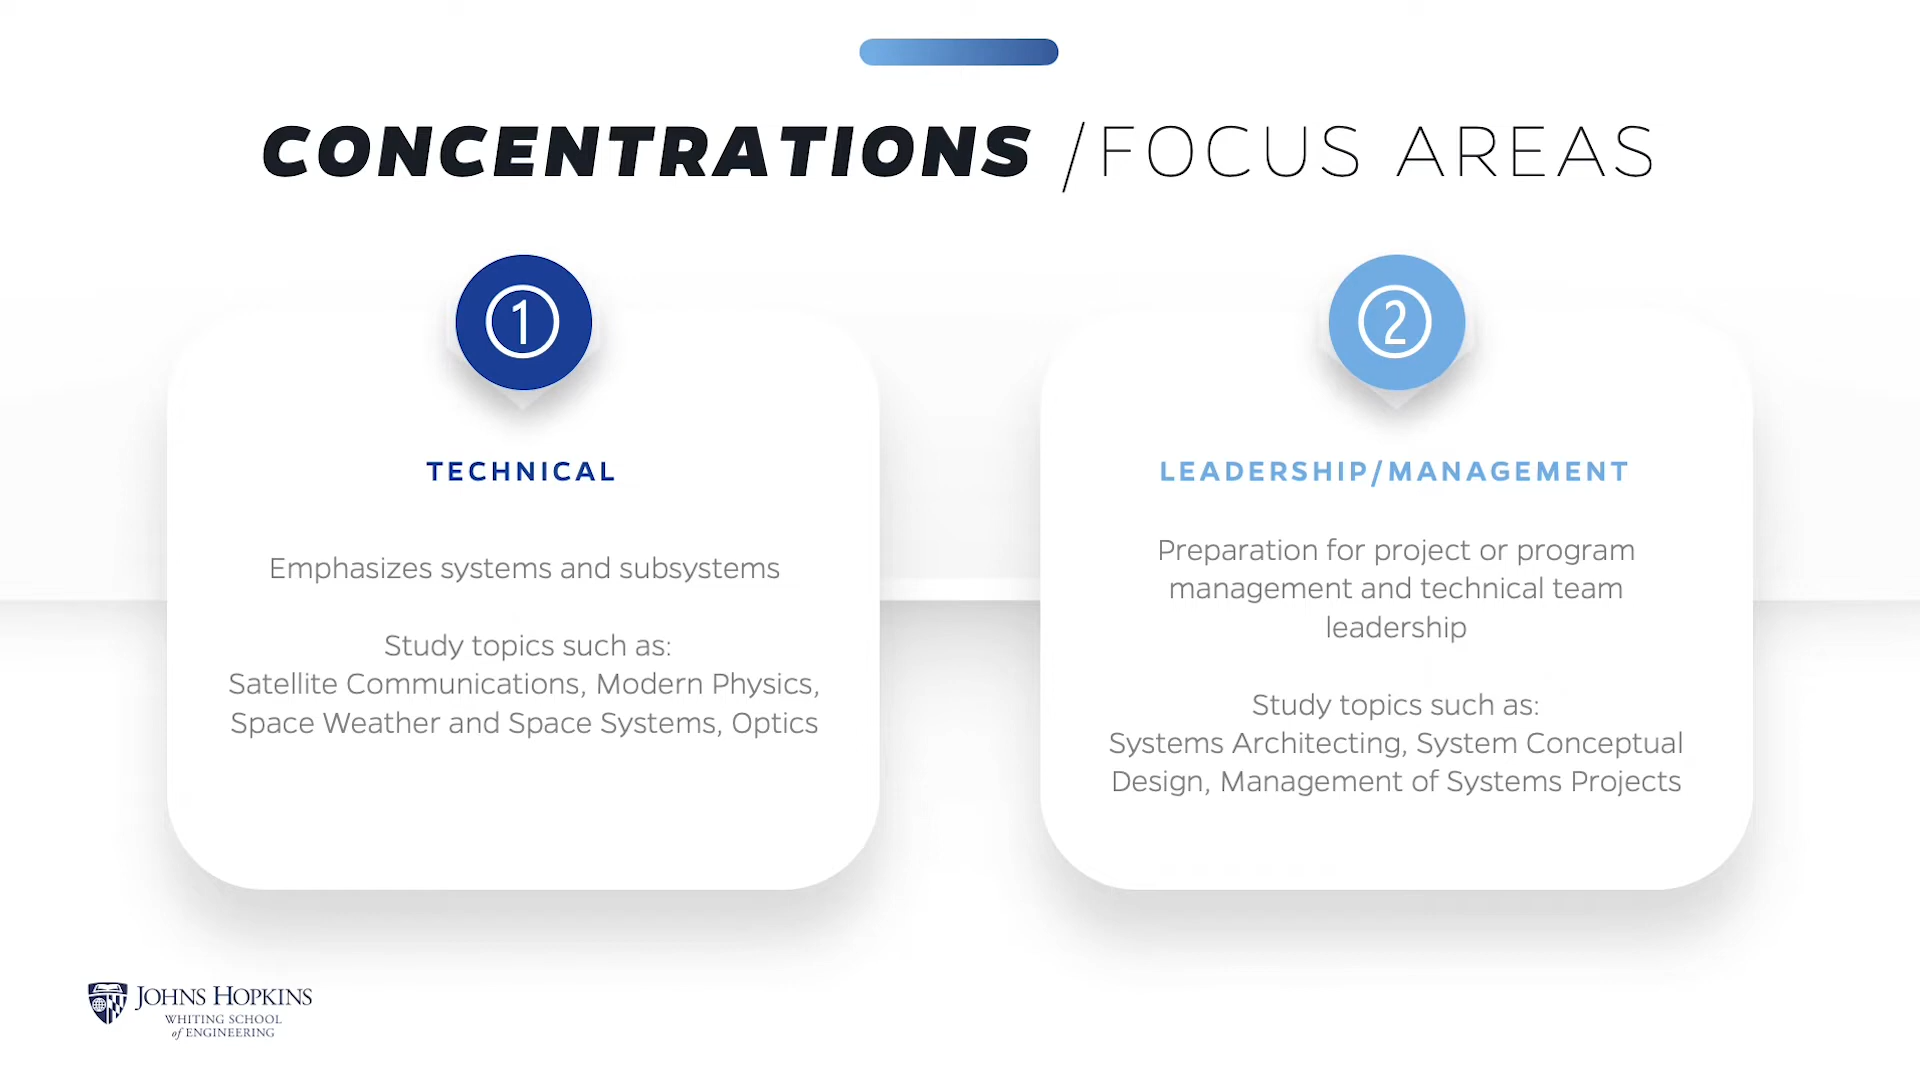 CONCENTRATIONS /FOCUS AREAS
1
TECHNICAL
Emphasizes systems and subsystems
Study topics such as:
Satellite Communications, Modern Physics,
Space Weather and Space Systems, Optics
2
LEADERSHIP/MANAGEMENT
Preparation for project or program
management and technical team
leadership
Study topics such as:
Systems Architecting, System Conceptual
Design, Management of Systems Projects
JOHNS HOPKINS
WHITING SCHOOL
of ENGINEERING